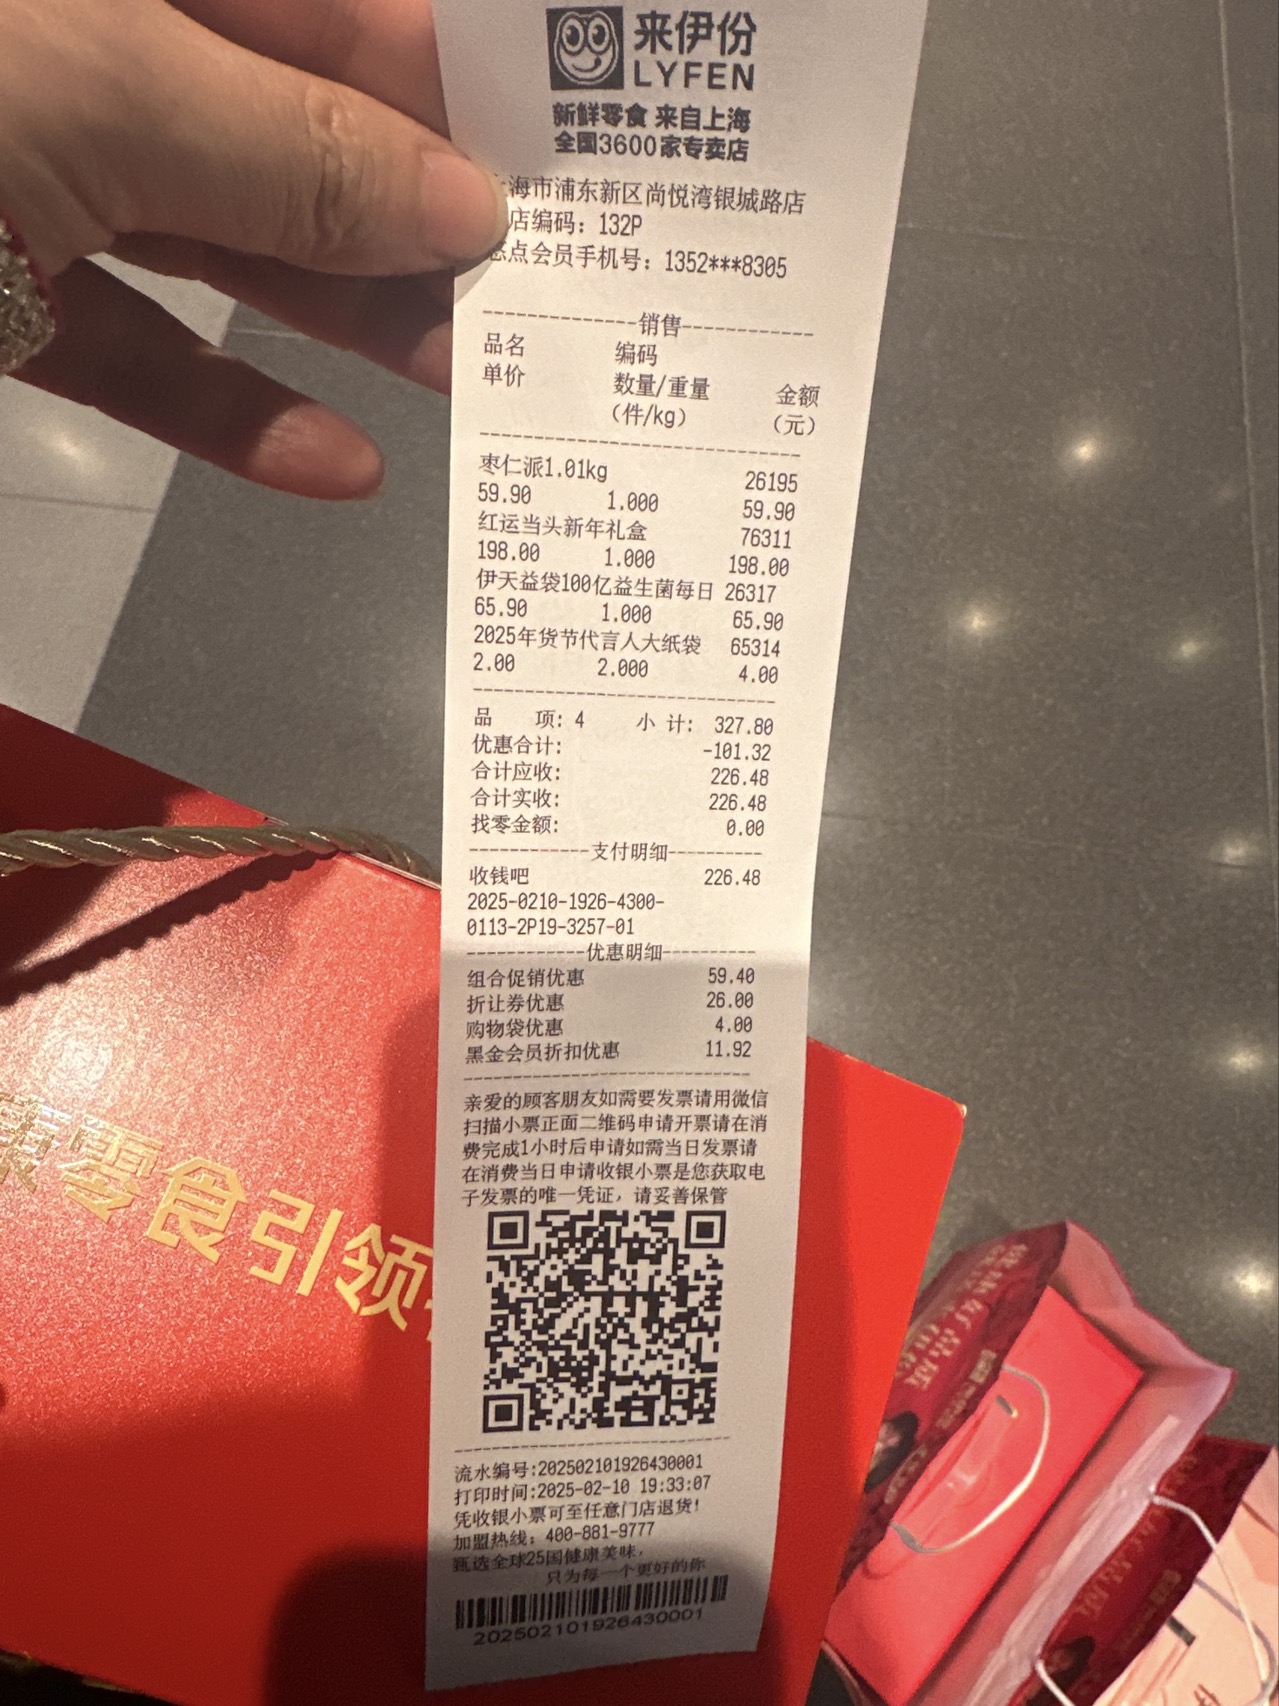 来伊份
LYFEN
新鲜零食 来自上海
全国3600家专卖店
海市浦东新区尚悦湾银城路店
店编码：132P
点会员手机号：1352***8305
------------销售------------
品名 编码
单价 数量/重量 金额
（件/kg） （元）
枣仁派1.01kg 26195
59.90 1.000 59.90
红运当头新年礼盒 76311
198.00 1.000 198.00
伊天益袋100亿益生菌每日 26317
65.90 1.000 65.90
2025年货节代言人大纸袋 65314
2.00 2.000 4.00
品 项: 4 小 计: 327.80
优惠合计: -101.32
合计应收: 226.48
合计实收: 226.48
找零金额: 0.00
------------支付明细------------
收钱吧 226.48
2025-0210-1926-4300-
0113-2P19-3257-01
------------优惠明细------------
组合促销优惠 59.40
折让券优惠 26.00
购物袋优惠 4.00
黑金会员折扣优惠 11.92
亲爱的顾客朋友如需要发票请用微信
扫描小票正面二维码申请开票请在消
费完成1小时后申请如需当日发票请
在消费当日申请收银小票是您获取电
子发票的唯一凭证，请妥善保管
流水编号:202502101926430001
打印时间:2025-02-10 19:33:07
凭收银小票可至任意门店退货!
加盟热线: 400-881-9777
甄选全球25国健康美味,
只为每一个更好的你
202502101926430001
零食引领